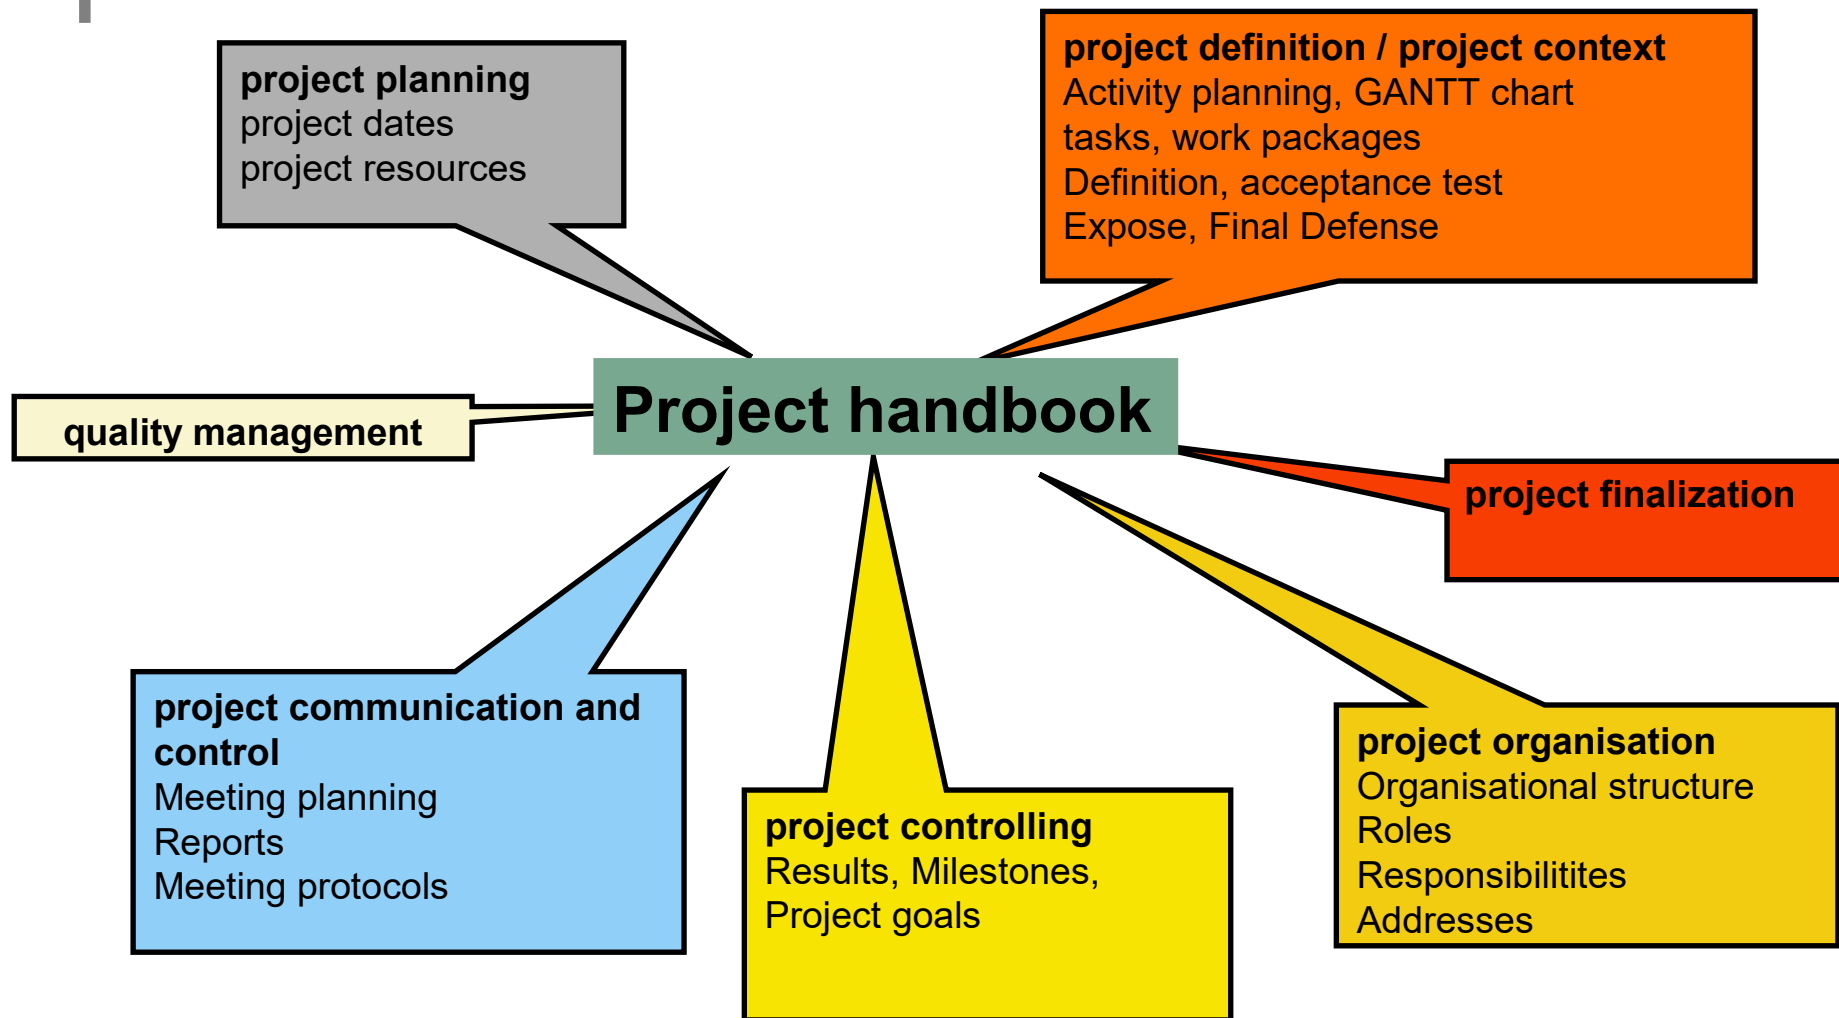 project planning
project dates
project resources
project definition / project context
Activity planning, GANTT chart
tasks, work packages
Definition, acceptance test
Expose, Final Defense
Project handbook
quality management
project finalization
project communication and
control
Meeting planning
Reports
Meeting protocols
project controlling
Results, Milestones,
Project goals
project organisation
Organisational structure
Roles
Responsibilitites
Addresses